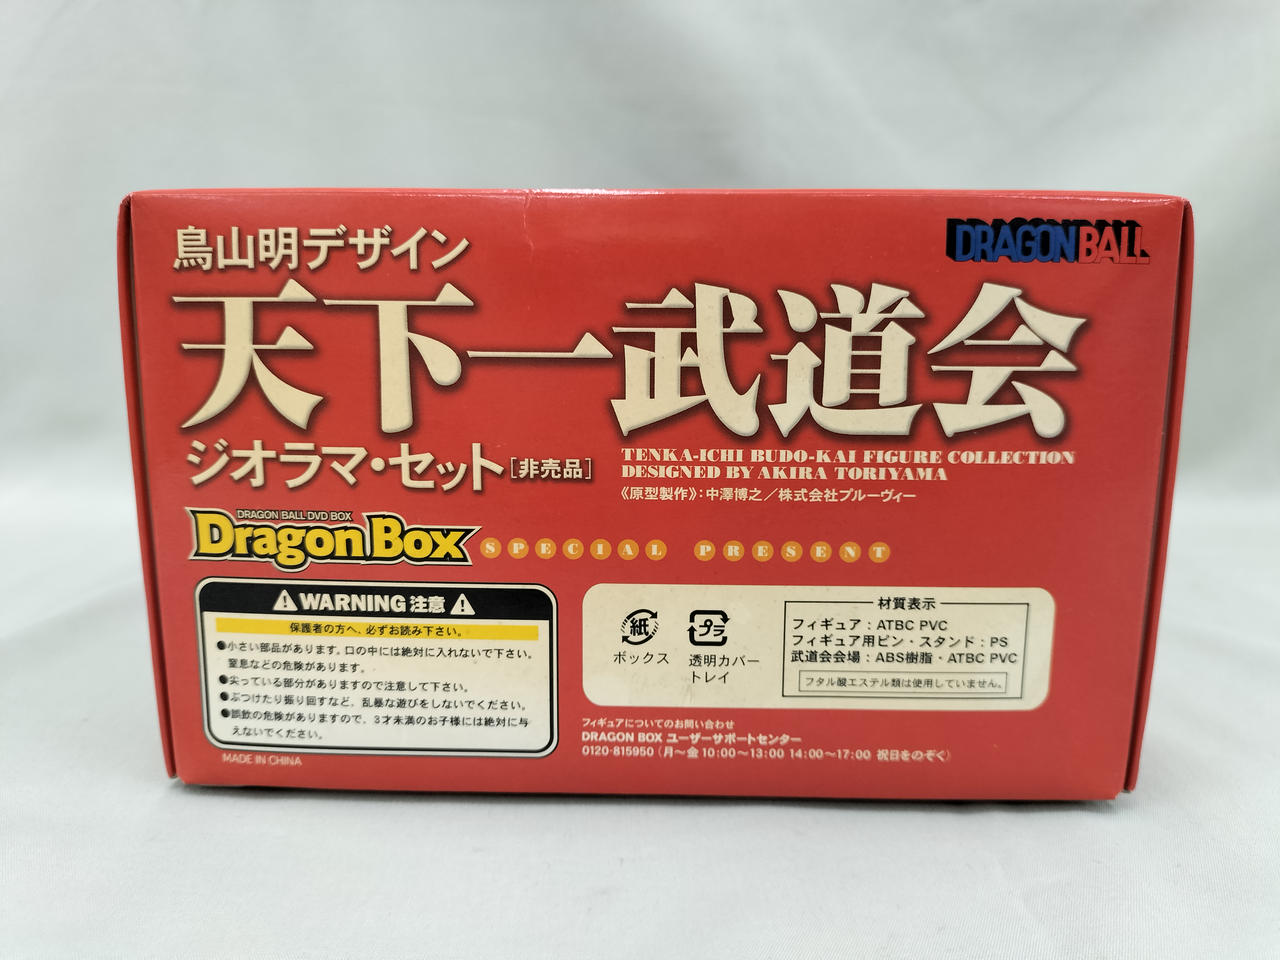 鳥山明デザイン
DRAGONBALL
天下一武道会
ジオラマ・セット[非売品]
TENKA-ICHI BUDO-KAI FIGURE COLLECTION
DESIGNED BY AKIRA TORIYAMA
《原型製作》:中澤博之／株式会社プルーヴィー
DRAGON BALL DVD BOX
DragonBox
SPECIAL PRESENT
⚠WARNING 注意⚠
保護者の方へ、必ずお読み下さい。
●小さい部品があります。口の中には絶対に入れないで下さい。
窒息などの危険があります。
●尖っている部分がありますので注意して下さい。
●ぶつけたり振り回すなど、乱暴な遊びをしないでください。
●誤飲の危険がありますので、3才未満のお子様には絶対に与
えないでください。
MADE IN CHINA
紙
ボックス
プラ
透明カバー
トレイ
材質表示
フィギュア：ATBC PVC
フィギュア用ピン・スタンド：PS
武道会会場：ABS樹脂・ATBC PVC
フタル酸エステル類は使用していません。
フィギュアについてのお問い合わせ
DRAGON BOX ユーザーサポートセンター
0120-815950（月〜金 10:00〜13:00 14:00〜17:00 祝日をのぞく）